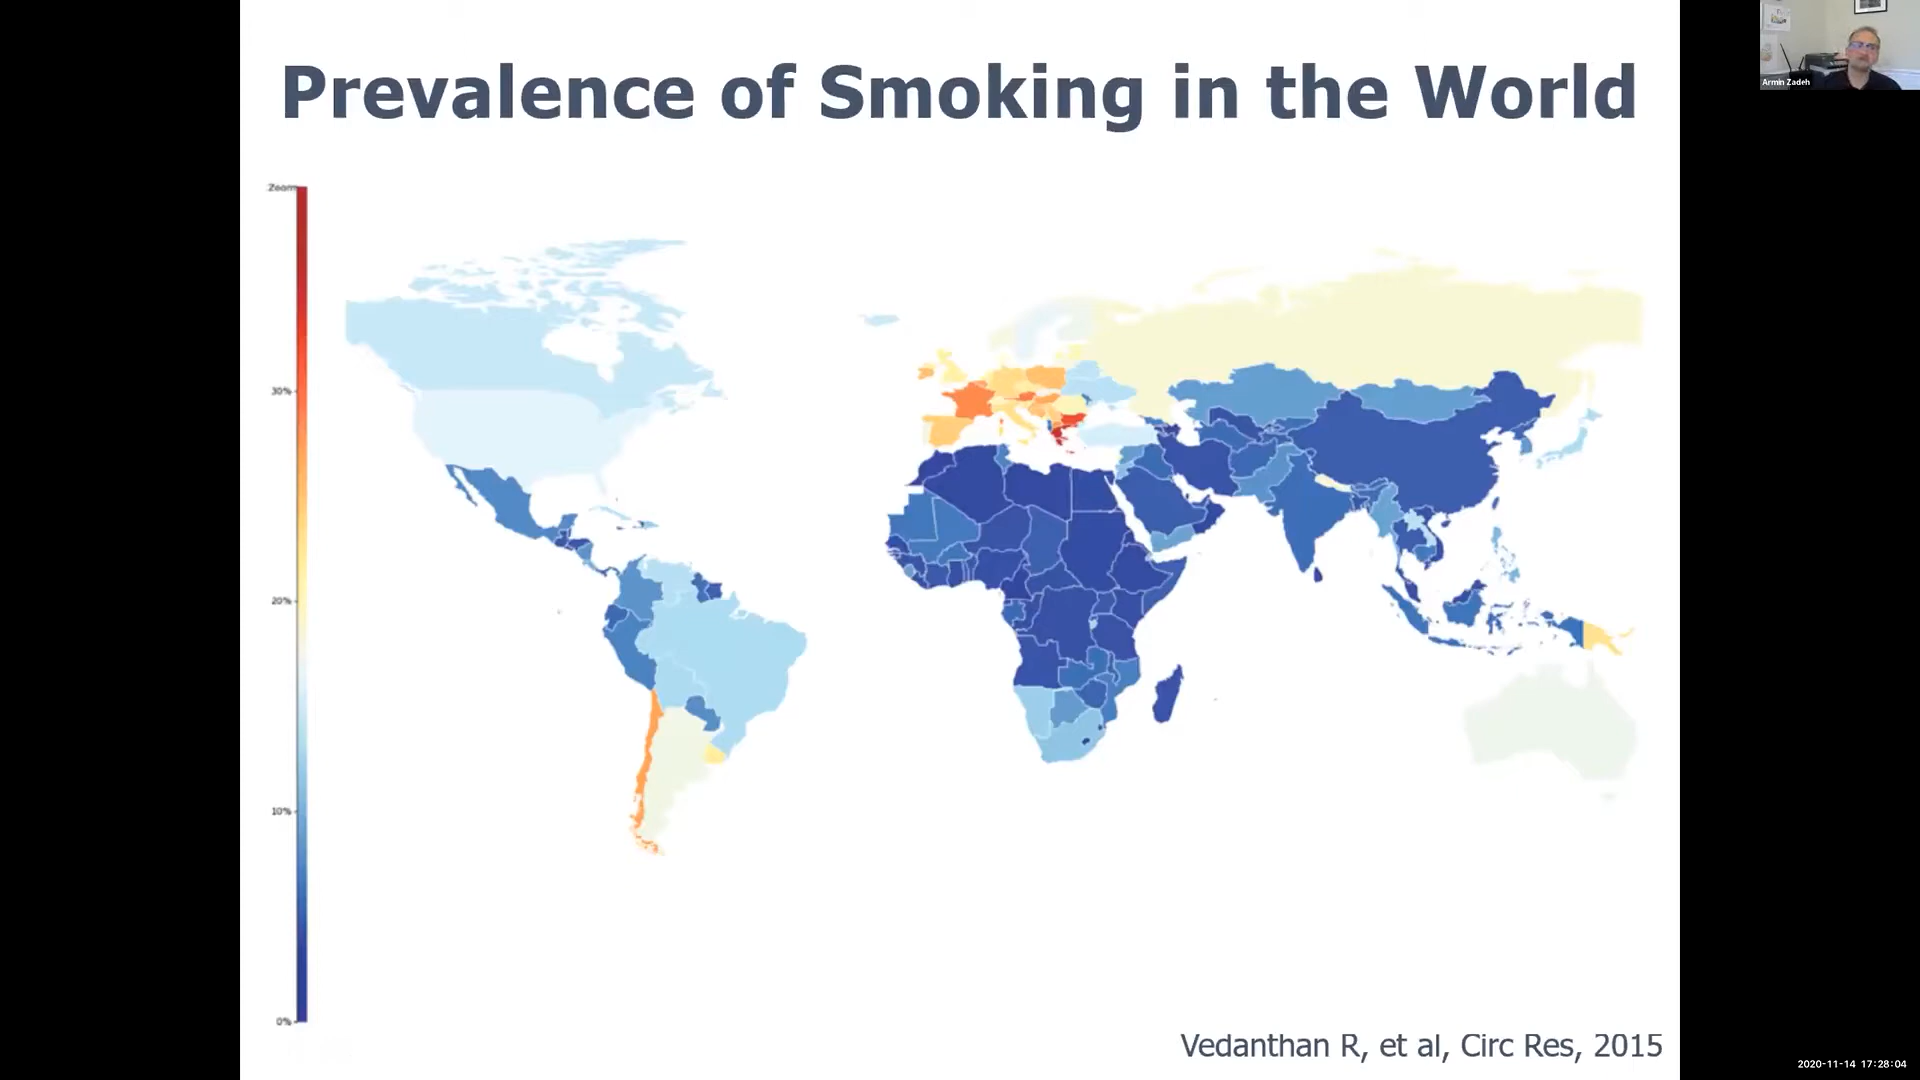 Prevalence of Smoking in the World
Armin Zadeh
Zoom
30%
20%
10%
0%
Vedanthan R, et al, Circ Res, 2015
2020-11-14 17:28:04